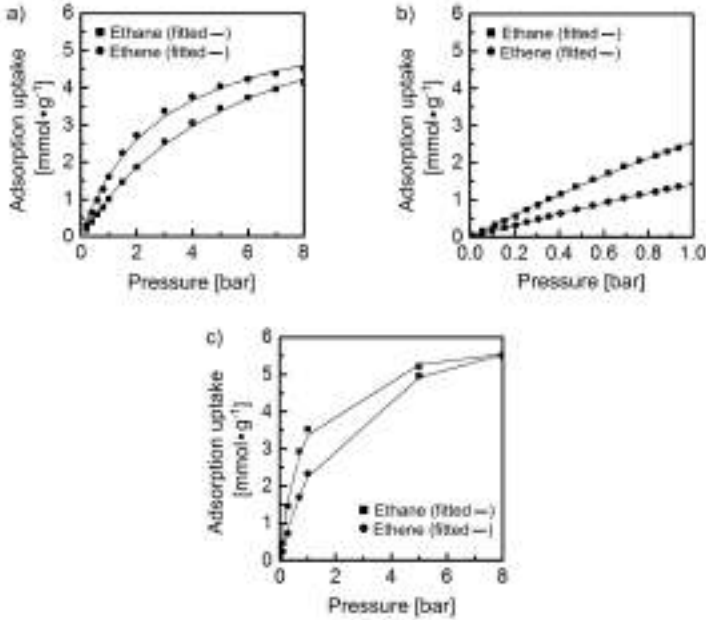 a)
Ethane (fitted —)
Ethene (fitted —)
Adsorption uptake
[mmol•g⁻¹]
6
5
4
3
2
1
0
0 2 4 6 8
Pressure [bar]
b)
Ethane (fitted —)
Ethene (fitted —)
Adsorption uptake
[mmol•g⁻¹]
6
5
4
3
2
1
0
0.0 0.2 0.4 0.6 0.8 1.0
Pressure [bar]
c)
Adsorption uptake
[mmol•g⁻¹]
6
5
4
3
2
1
0
Ethane (fitted —)
Ethene (fitted —)
0 2 4 6 8
Pressure [bar]